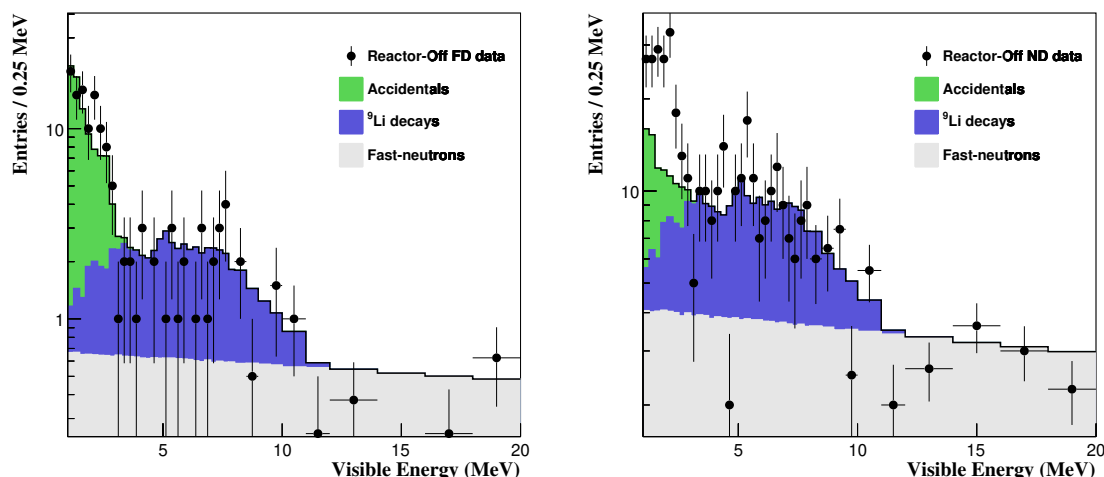 Entries / 0.25 MeV
10
1
Reactor-Off FD data
Accidentals
⁹Li decays
Fast-neutrons
5 10 15 20
Visible Energy (MeV)
Entries / 0.25 MeV
10
Reactor-Off ND data
Accidentals
⁹Li decays
Fast-neutrons
5 10 15 20
Visible Energy (MeV)